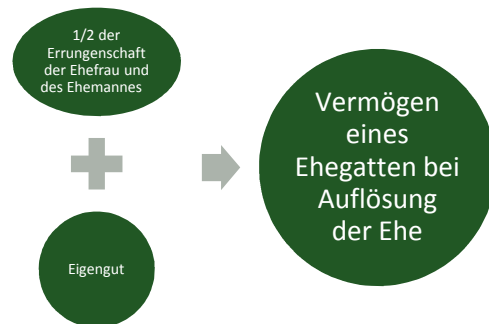 1/2 der
Errungenschaft
der Ehefrau und
des Ehemannes
Eigengut
Vermögen
eines
Ehegatten bei
Auflösung
der Ehe